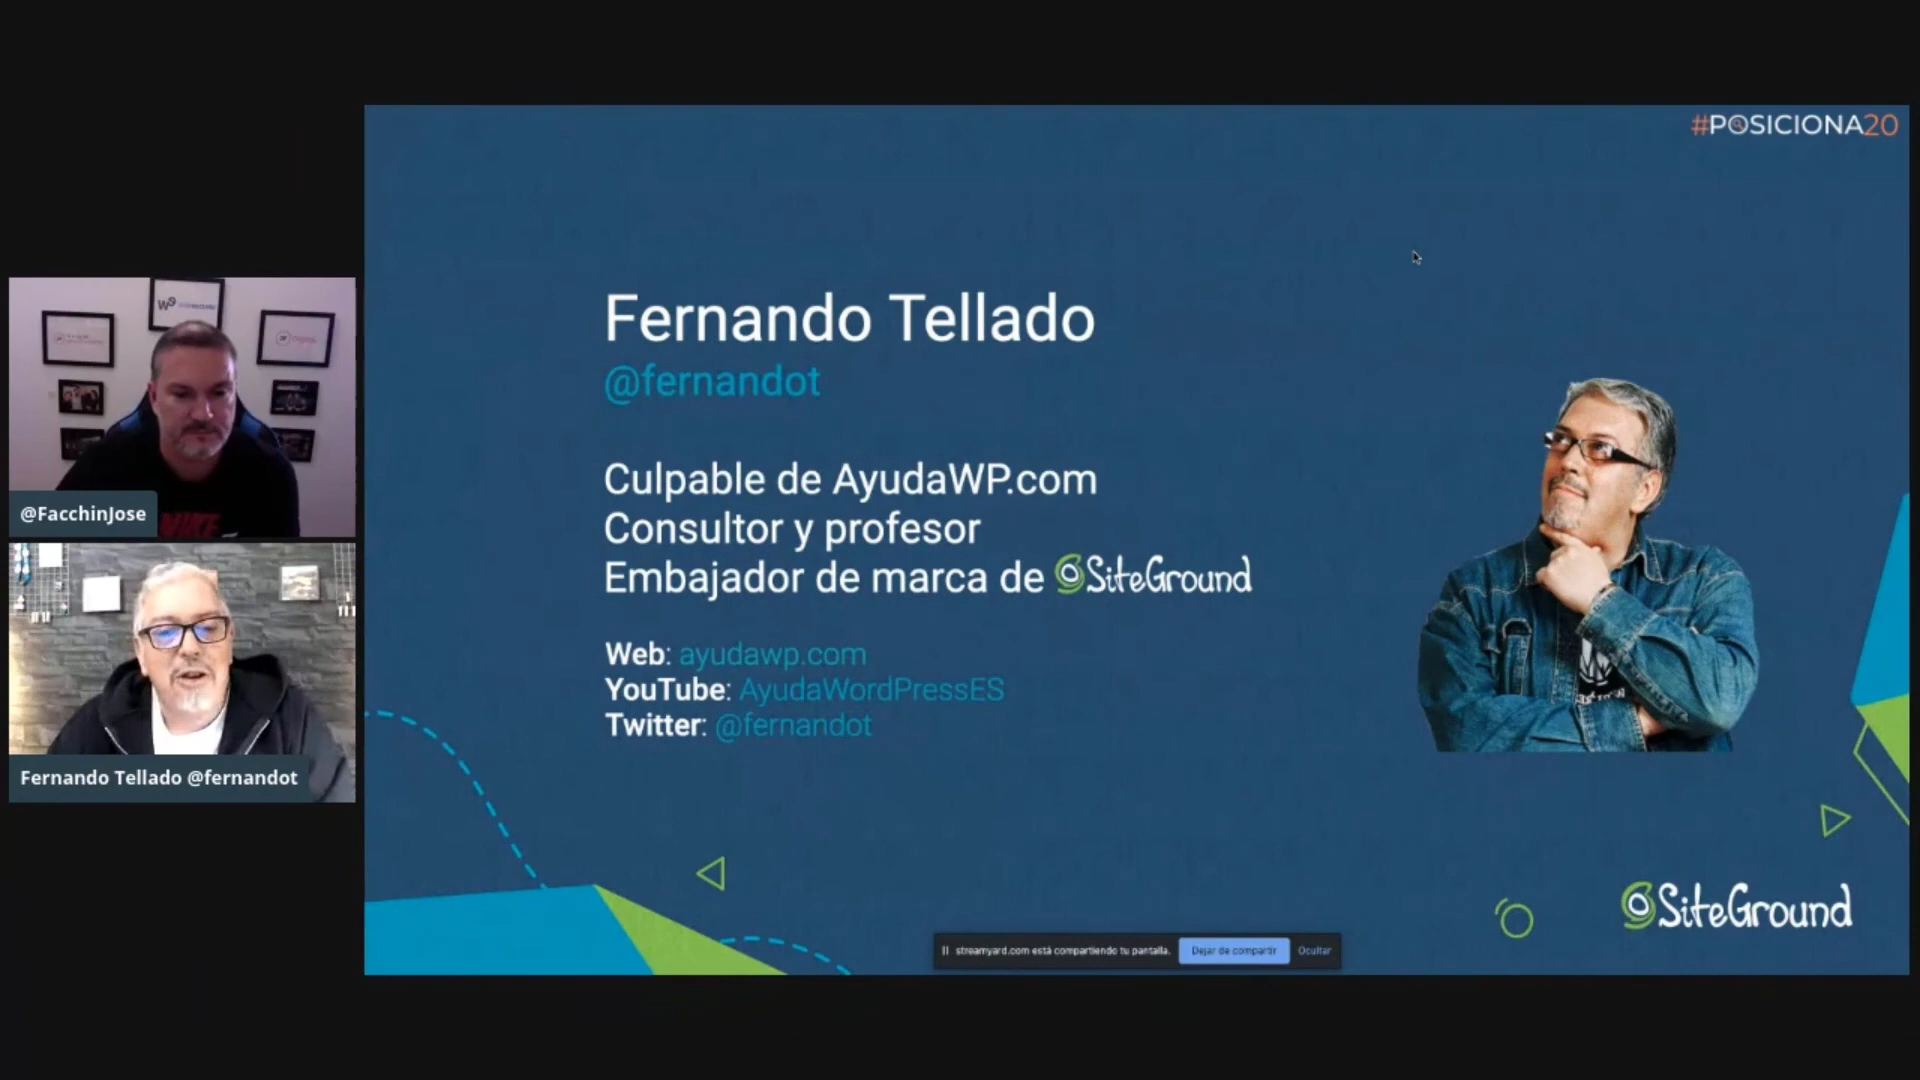 #POSICIONA20
Fernando Tellado
@fernandot
Culpable de AyudaWP.com
Consultor y profesor
Embajador de marca de SiteGround
Web: ayudawp.com
YouTube: AyudaWordPressES
Twitter: @fernandot
@FacchinJose
Fernando Tellado @fernandot
SiteGround
streamyard.com está compartiendo tu pantalla. Dejar de compartir Ocultar